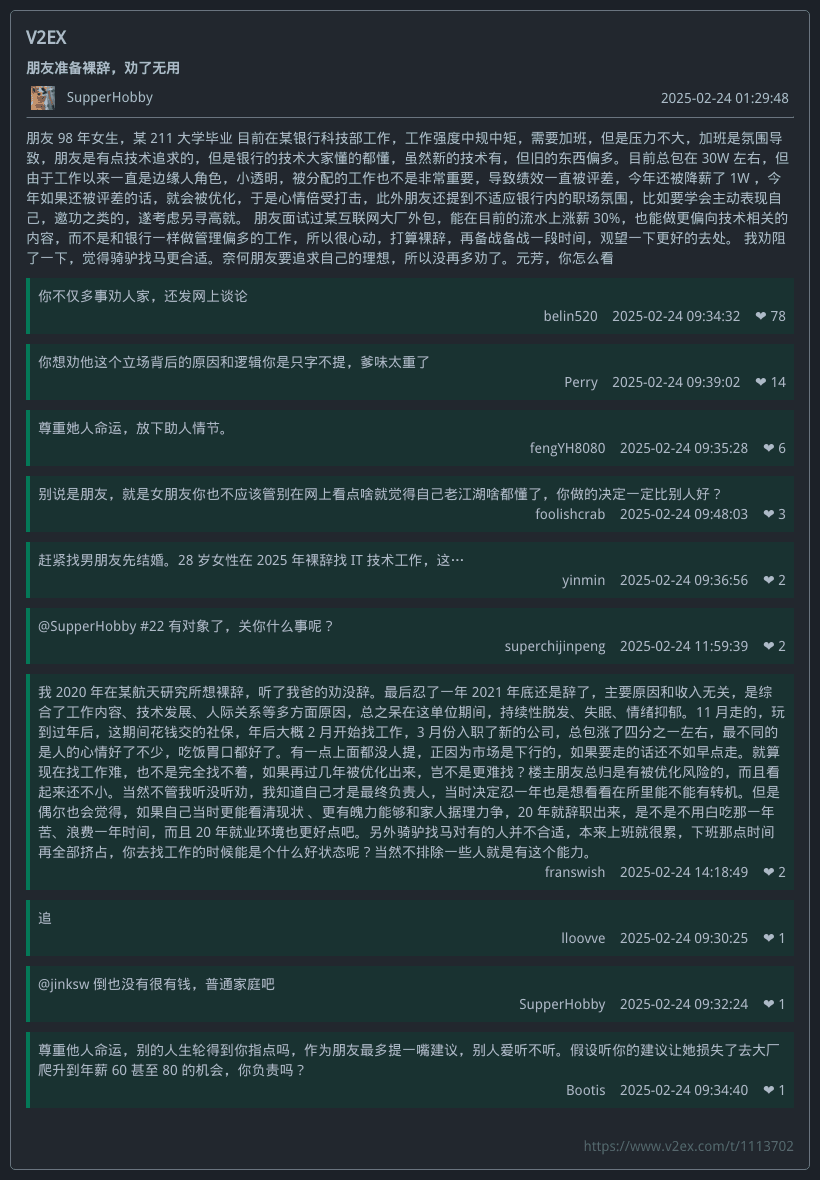 V2EX
朋友准备裸辞，劝了无用
SupperHobby 2025-02-24 01:29:48
朋友 98 年女生，某 211 大学毕业 目前在某银行科技部工作，工作强度中规中矩，需要加班，但是压力不大，加班是氛围导
致，朋友是有点技术追求的，但是银行的技术大家懂的都懂，虽然新的技术有，但旧的东西偏多。目前总包在 30W 左右，但
由于工作以来一直是边缘人角色，小透明，被分配的工作也不是非常重要，导致绩效一直被评差，今年还被降薪了 1W ，今
年如果还被评差的话，就会被优化，于是心情倍受打击，此外朋友还提到不适应银行内的职场氛围，比如要学会主动表现自
己，邀功之类的，遂考虑另寻高就。 朋友面试过某互联网大厂外包，能在目前的流水上涨薪 30%，也能做更偏向技术相关的
内容，而不是和银行一样做管理偏多的工作，所以很心动，打算裸辞，再备战备战一段时间，观望一下更好的去处。 我劝阻
了一下，觉得骑驴找马更合适。奈何朋友要追求自己的理想，所以没再多劝了。元芳，你怎么看
你不仅多事劝人家，还发网上谈论
belin520 2025-02-24 09:34:32 ❤ 78
你想劝他这个立场背后的原因和逻辑你是只字不提，爹味太重了
Perry 2025-02-24 09:39:02 ❤ 14
尊重她人命运，放下助人情节。
fengYH8080 2025-02-24 09:35:28 ❤ 6
别说是朋友，就是女朋友你也不应该管别在网上看点啥就觉得自己老江湖啥都懂了，你做的决定一定比别人好？
foolishcrab 2025-02-24 09:48:03 ❤ 3
赶紧找男朋友先结婚。28 岁女性在 2025 年裸辞找 IT 技术工作，这…
yinmin 2025-02-24 09:36:56 ❤ 2
@SupperHobby #22 有对象了，关你什么事呢？
superchijinpeng 2025-02-24 11:59:39 ❤ 2
我 2020 年在某航天研究所想裸辞，听了我爸的劝没辞。最后忍了一年 2021 年底还是辞了，主要原因和收入无关，是综
合了工作内容、技术发展、人际关系等多方面原因，总之呆在这单位期间，持续性脱发、失眠、情绪抑郁。11 月走的，玩
到过年后，这期间花钱交的社保，年后大概 2 月开始找工作，3 月份入职了新的公司，总包涨了四分之一左右，最不同的
是人的心情好了不少，吃饭胃口都好了。有一点上面都没人提，正因为市场是下行的，如果要走的话还不如早点走。就算
现在找工作难，也不是完全找不着，如果再过几年被优化出来，岂不是更难找？楼主朋友总归是有被优化风险的，而且看
起来还不小。当然不管我听没听劝，我知道自己才是最终负责人，当时决定忍一年也是想看看在所里能不能有转机。但是
偶尔也会觉得，如果自己当时更能看清现状 、更有魄力能够和家人据理力争，20 年就辞职出来，是不是不用白吃那一年
苦、浪费一年时间，而且 20 年就业环境也更好点吧。另外骑驴找马对有的人并不合适，本来上班就很累，下班那点时间
再全部挤占，你去找工作的时候能是个什么好状态呢？当然不排除一些人就是有这个能力。
franswish 2025-02-24 14:18:49 ❤ 2
追
lloovve 2025-02-24 09:30:25 ❤ 1
@jinksw 倒也没有很有钱，普通家庭吧
SupperHobby 2025-02-24 09:32:24 ❤ 1
尊重他人命运，别的人生轮得到你指点吗，作为朋友最多提一嘴建议，别人爱听不听。假设听你的建议让她损失了去大厂
爬升到年薪 60 甚至 80 的机会，你负责吗？
Bootis 2025-02-24 09:34:40 ❤ 1
https://www.v2ex.com/t/1113702